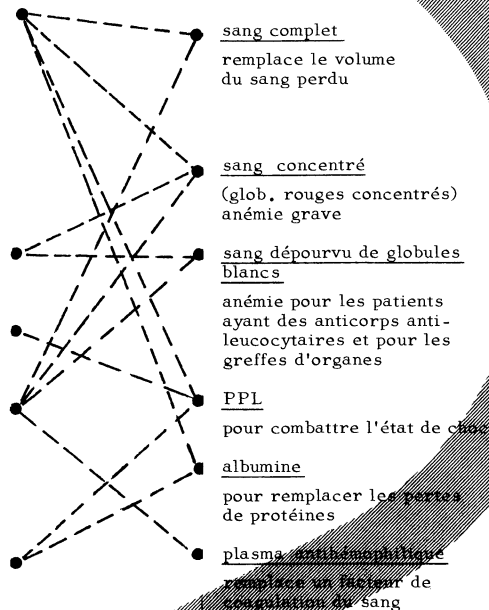 sang complet
remplace le volume
du sang perdu
sang concentré
(glob. rouges concentrés)
anémie grave
sang dépourvu de globules
blancs
anémie pour les patients
ayant des anticorps anti-
leucocytaires et pour les
greffes d'organes
PPL
pour combattre l'état de choc
albumine
pour remplacer les pertes
de protéines
plasma antihémophilique
remplace un facteur de
coagulation du sang